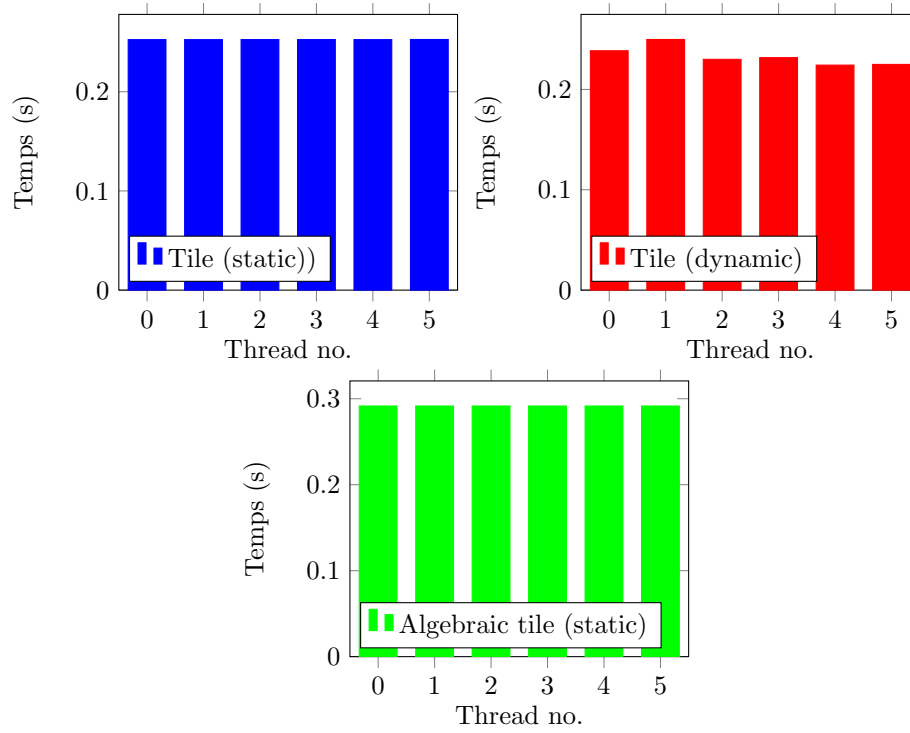 0.2
0.1
0
Temps (s)
Tile (static))
0 1 2 3 4 5
Thread no.
0.2
0.1
0
Temps (s)
Tile (dynamic)
0 1 2 3 4 5
Thread no.
0.3
0.2
0.1
0
Temps (s)
Algebraic tile (static)
0 1 2 3 4 5
Thread no.